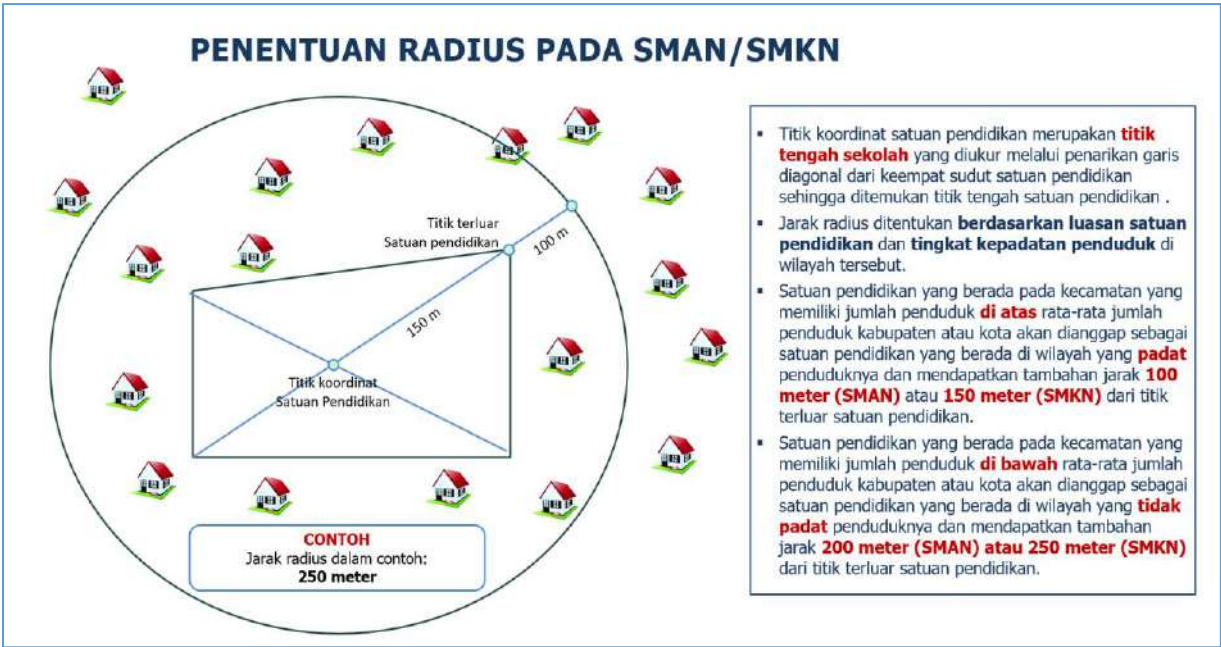 PENENTUAN RADIUS PADA SMAN/SMKN
Titik terluar
Satuan pendidikan
100 m
150 m
Titik koordinat
Satuan Pendidikan
CONTOH
Jarak radius dalam contoh:
250 meter
▪ Titik koordinat satuan pendidikan merupakan titik
tengah sekolah yang diukur melalui penarikan garis
diagonal dari keempat sudut satuan pendidikan
sehingga ditemukan titik tengah satuan pendidikan .
▪ Jarak radius ditentukan berdasarkan luasan satuan
pendidikan dan tingkat kepadatan penduduk di
wilayah tersebut.
▪ Satuan pendidikan yang berada pada kecamatan yang
memiliki jumlah penduduk di atas rata-rata jumlah
penduduk kabupaten atau kota akan dianggap sebagai
satuan pendidikan yang berada di wilayah yang padat
penduduknya dan mendapatkan tambahan jarak 100
meter (SMAN) atau 150 meter (SMKN) dari titik
terluar satuan pendidikan.
▪ Satuan pendidikan yang berada pada kecamatan yang
memiliki jumlah penduduk di bawah rata-rata jumlah
penduduk kabupaten atau kota akan dianggap sebagai
satuan pendidikan yang berada di wilayah yang tidak
padat penduduknya dan mendapatkan tambahan
jarak 200 meter (SMAN) atau 250 meter (SMKN)
dari titik terluar satuan pendidikan.